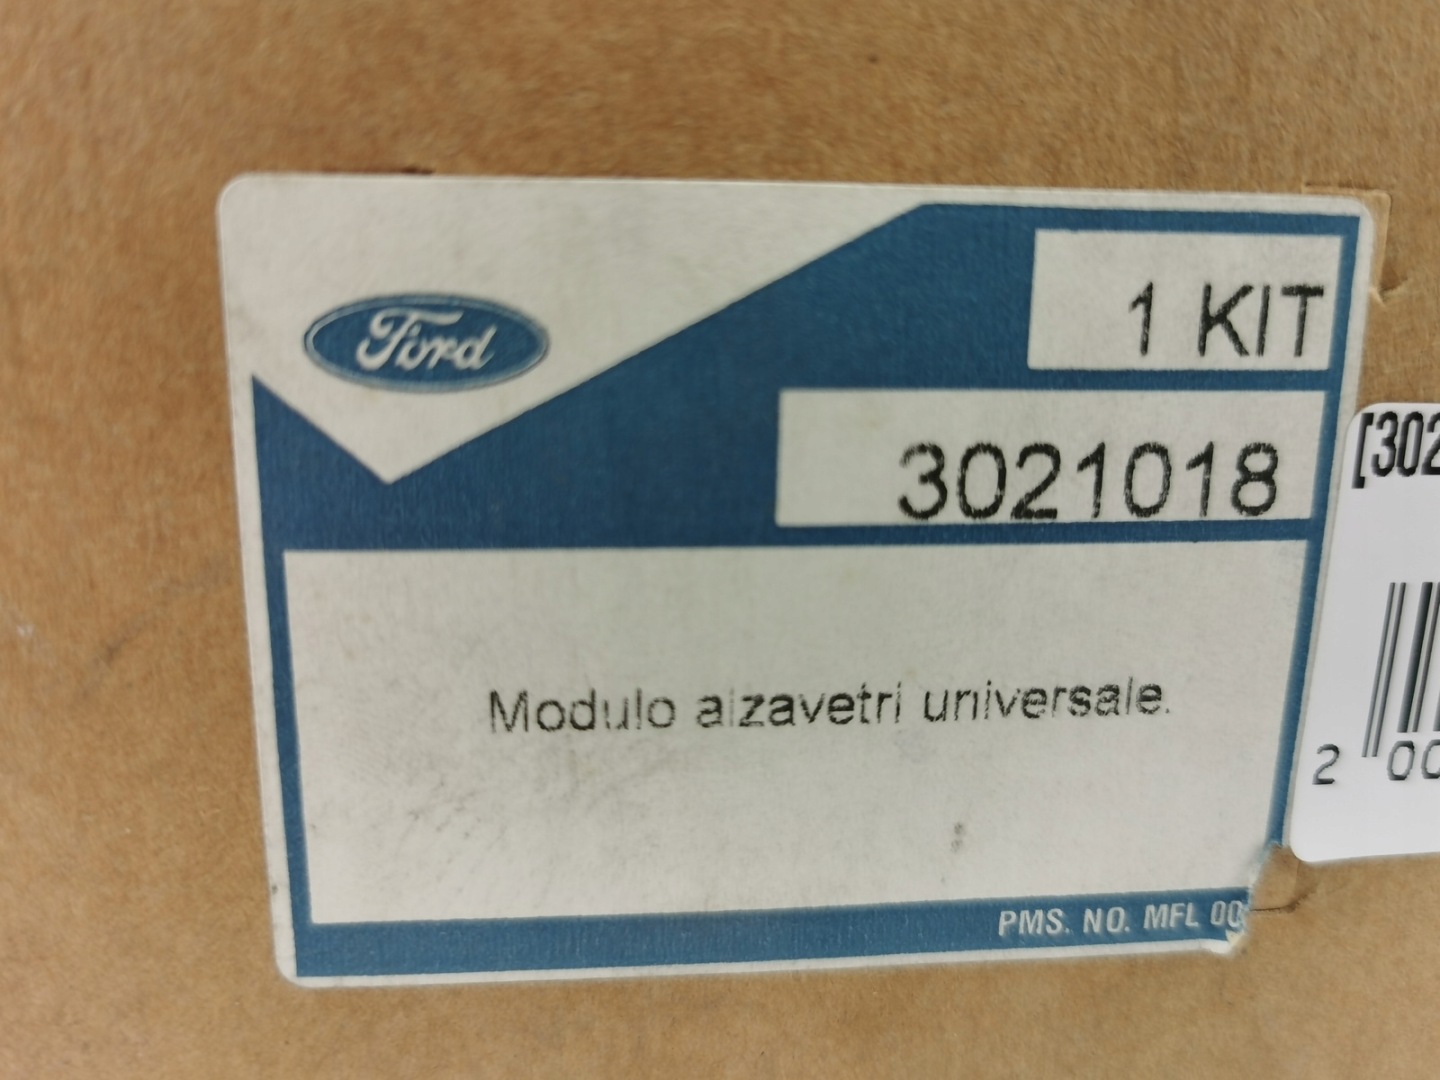 Ford
1 KIT
3021018
[302
Modulo alzavetri universale.
2 00
PMS. NO. MFL 00